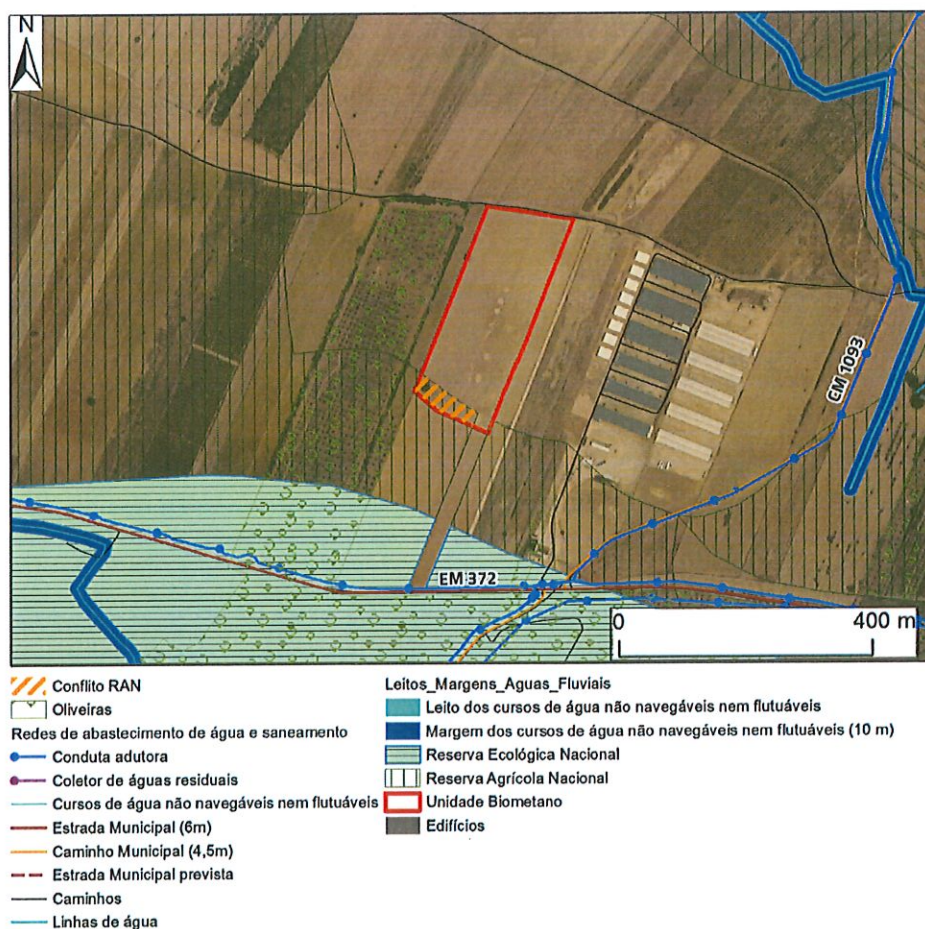 N
CM 1093
EM 372
0 400 m
Conflito RAN
Oliveiras
Redes de abastecimento de água e saneamento
Conduta adutora
Coletor de águas residuais
Cursos de água não navegáveis nem flutuáveis
Estrada Municipal (6m)
Caminho Municipal (4,5m)
Estrada Municipal prevista
Caminhos
Linhas de água
Leitos_Margens_Aguas_Fluviais
Leito dos cursos de água não navegáveis nem flutuáveis
Margem dos cursos de água não navegáveis nem flutuáveis (10 m)
Reserva Ecológica Nacional
Reserva Agrícola Nacional
Unidade Biometano
Edifícios